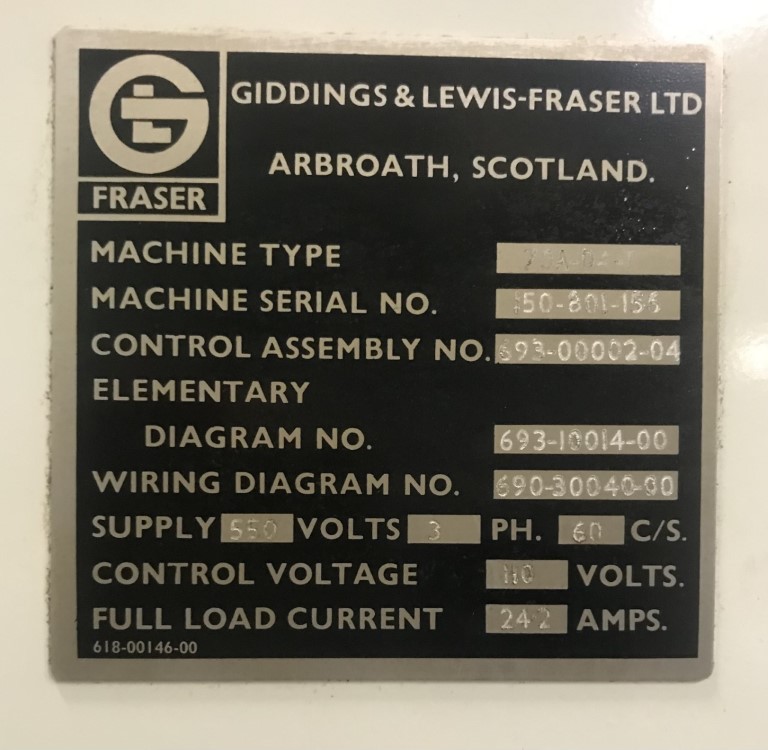 GIDDINGS & LEWIS-FRASER LTD
FRASER
ARBROATH, SCOTLAND.
MACHINE TYPE
MACHINE SERIAL NO.
CONTROL ASSEMBLY NO. 693-00002-04
ELEMENTARY
DIAGRAM NO. 693-10014-00
WIRING DIAGRAM NO. 690-30040-00
SUPPLY 550 VOLTS 3 PH. 60 C/S.
CONTROL VOLTAGE 110 VOLTS.
FULL LOAD CURRENT 24·2 AMPS.
618-00146-00